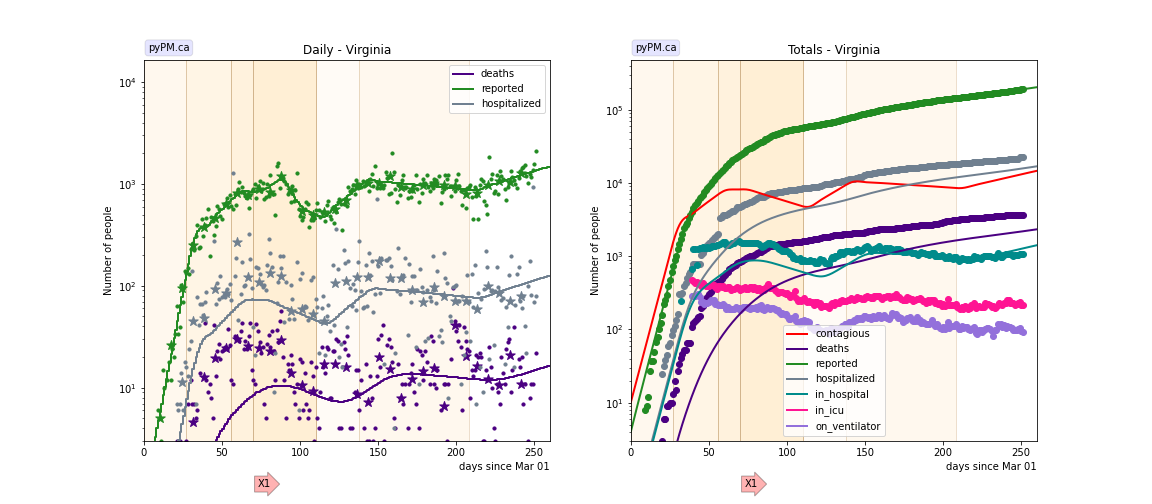 pyPM.ca
Daily - Virginia
Number of people
10⁴
10³
10²
10¹
deaths
reported
hospitalized
0
50
100
150
200
250
days since Mar 01
X1
pyPM.ca
Totals - Virginia
Number of people
10⁵
10⁴
10³
10²
10¹
contagious
deaths
reported
hospitalized
in_hospital
in_icu
on_ventilator
0
50
100
150
200
250
days since Mar 01
X1